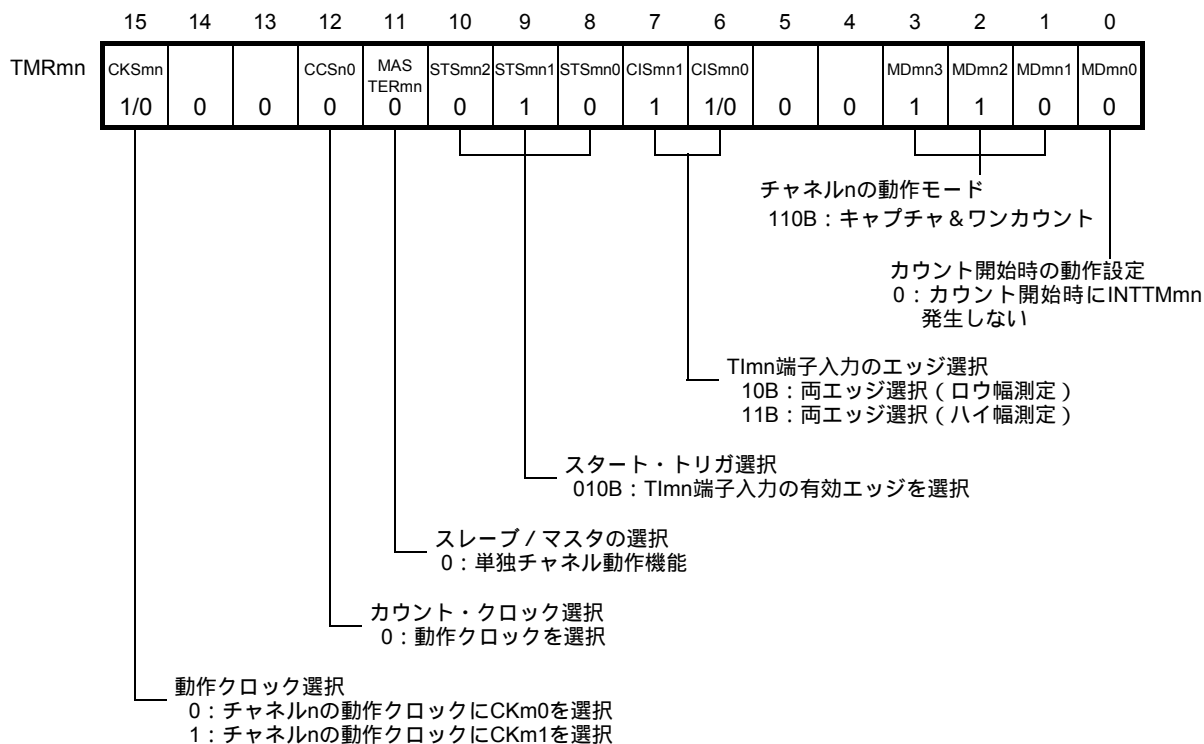 15 14 13 12 11 10 9 8 7 6 5 4 3 2 1 0
TMRmn CKSmn CCSn0 MAS TERmn STSmn2 STSmn1 STSmn0 CISmn1 CISmn0 MDmn3 MDmn2 MDmn1 MDmn0
1/0 0 0 0 0 0 1 0 1 1/0 0 0 1 1 0 0
チャネルnの動作モード
110B：キャプチャ＆ワンカウント
カウント開始時の動作設定
0：カウント開始時にINTTMmn
発生しない
TImn端子入力のエッジ選択
10B：両エッジ選択（ロウ幅測定）
11B：両エッジ選択（ハイ幅測定）
スタート・トリガ選択
010B：TImn端子入力の有効エッジを選択
スレーブ／マスタの選択
0：単独チャネル動作機能
カウント・クロック選択
0：動作クロックを選択
動作クロック選択
0：チャネルnの動作クロックにCKm0を選択
1：チャネルnの動作クロックにCKm1を選択